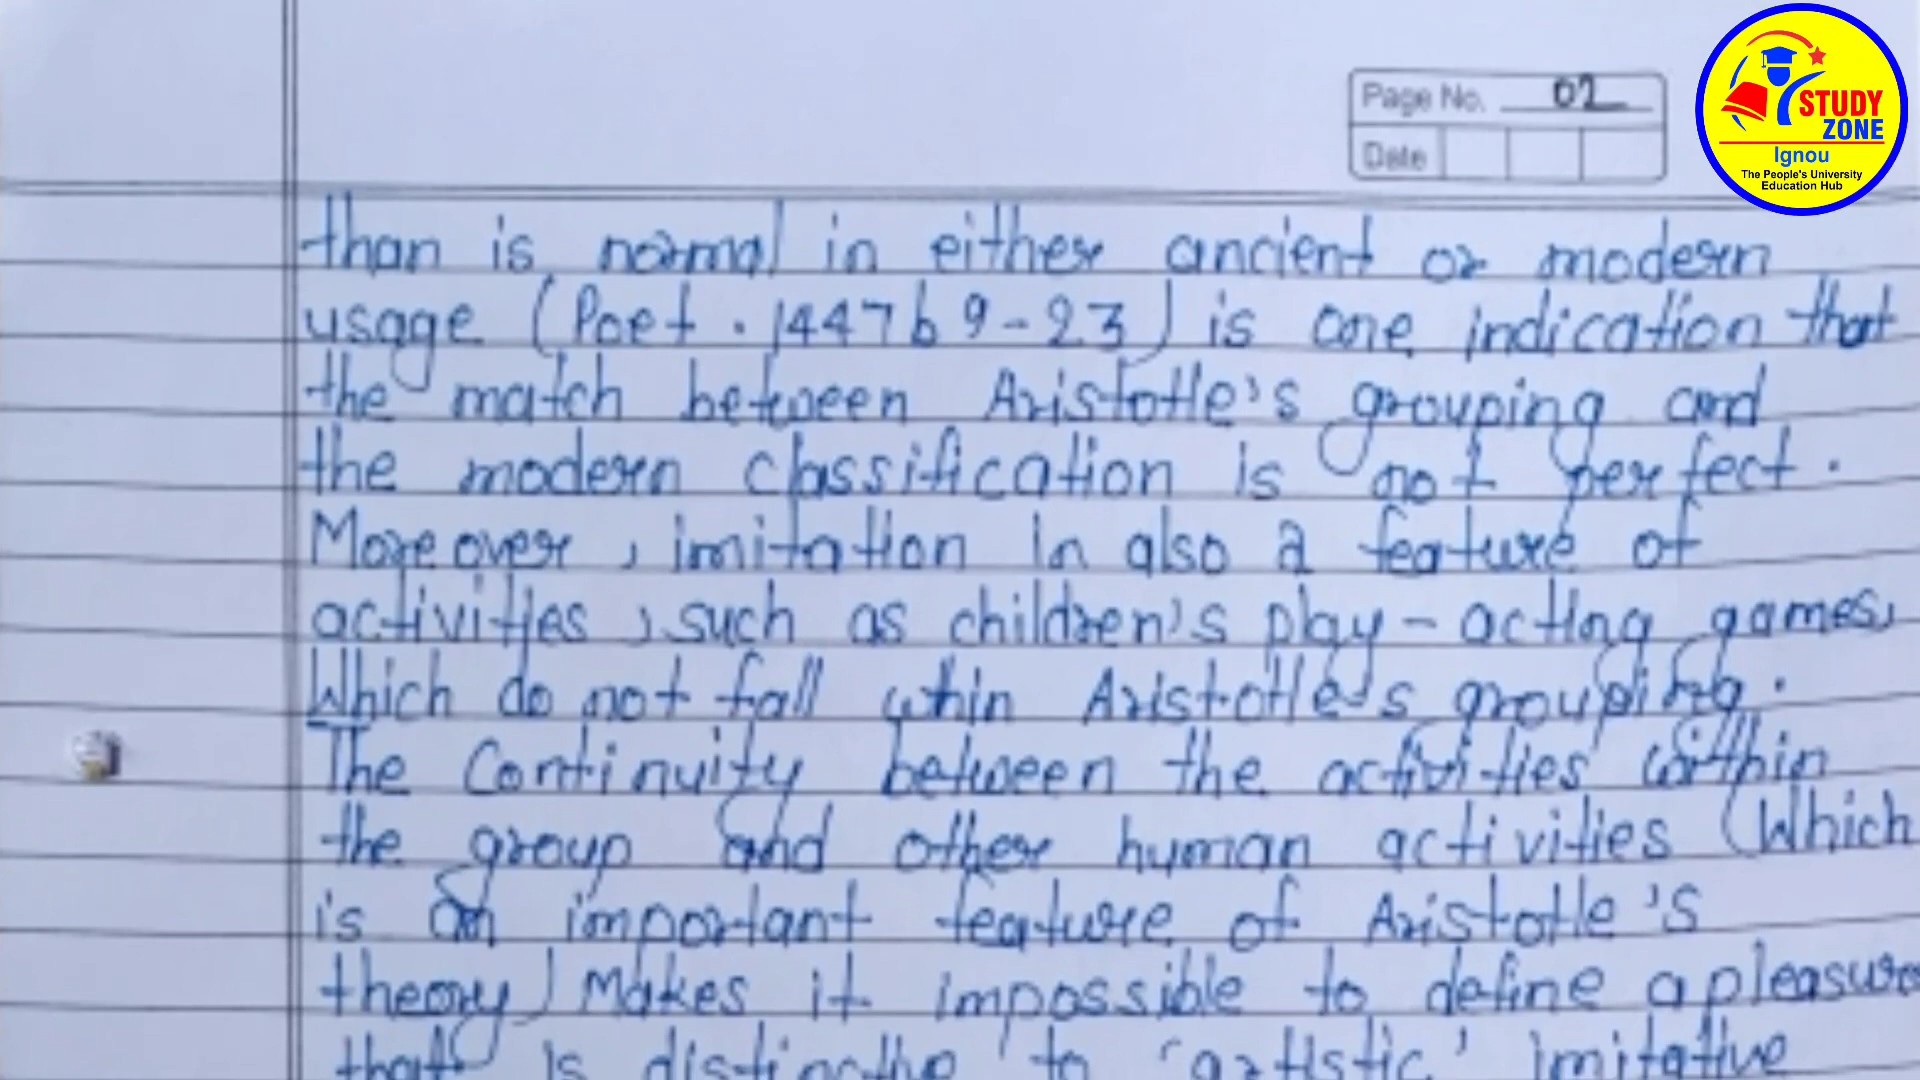 Page No. 02
Date
STUDY
ZONE
Ignou
The People's University
Education Hub
than is normal in either ancient or modern
usage (Poet. 1447b 9-23) is one indication that
the match between Aristotle's grouping and
the modern classification is not perfect.
Moreover, imitation in also a feature of
activities, such as children's play-acting games,
Which do not fall whin Aristotle's grouping.
The Continuity between the activities within
the group and other human activities (Which
is an important feature of Aristotle's
theory) Makes it impossible to define a pleasure
that is distinctive to 'artistic' imitative